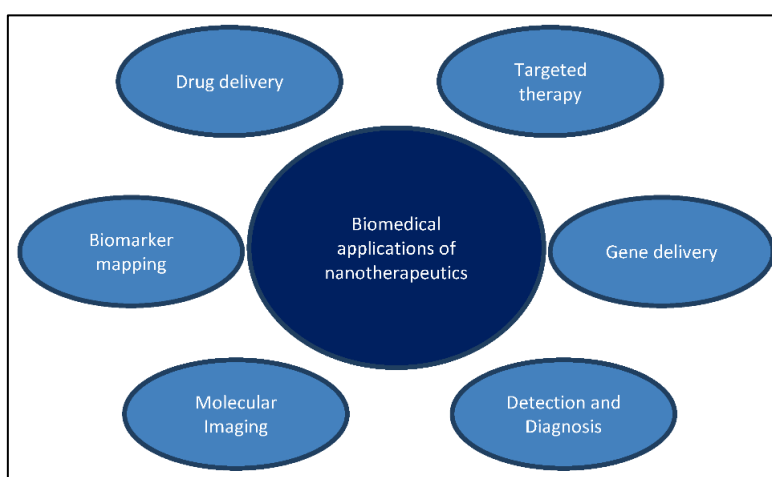 Drug delivery
Targeted
therapy
Biomarker
mapping
Biomedical
applications of
nanotherapeutics
Gene delivery
Molecular
Imaging
Detection and
Diagnosis